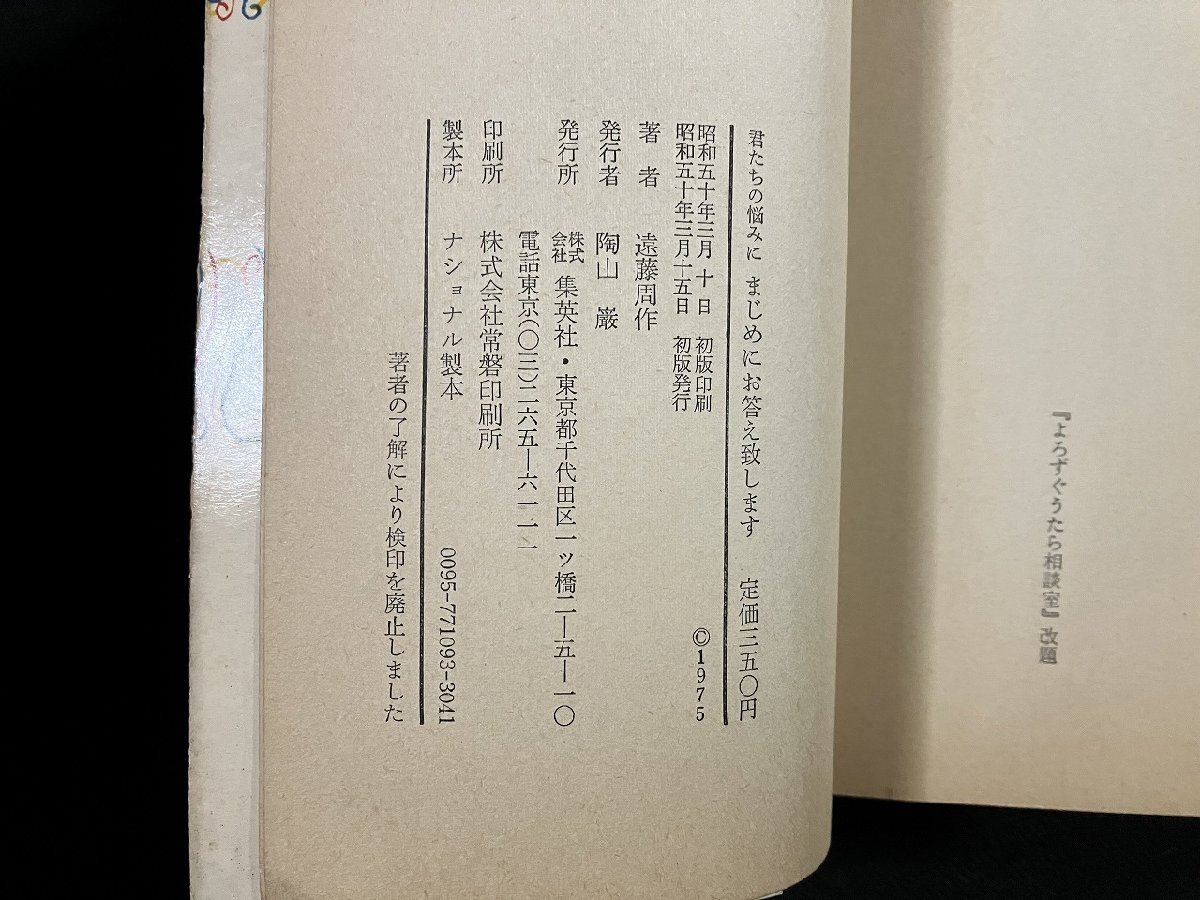 『よろずぐうたら相談室』改題
君たちの悩みに まじめにお答え致します 定価三五〇円
昭和五十年三月 十 日 初版印刷
昭和五十年三月十五日 初版発行 ©1975
著 者 遠藤周作
発行者 陶山 巌
発行所 株式会社 集英社・東京都千代田区一ッ橋二―五―一〇
電話東京(〇三)二六五―六一一一
印刷所 株式会社常磐印刷所
製本所 ナショナル製本 0095-771093-3041
著者の了解により検印を廃止しました